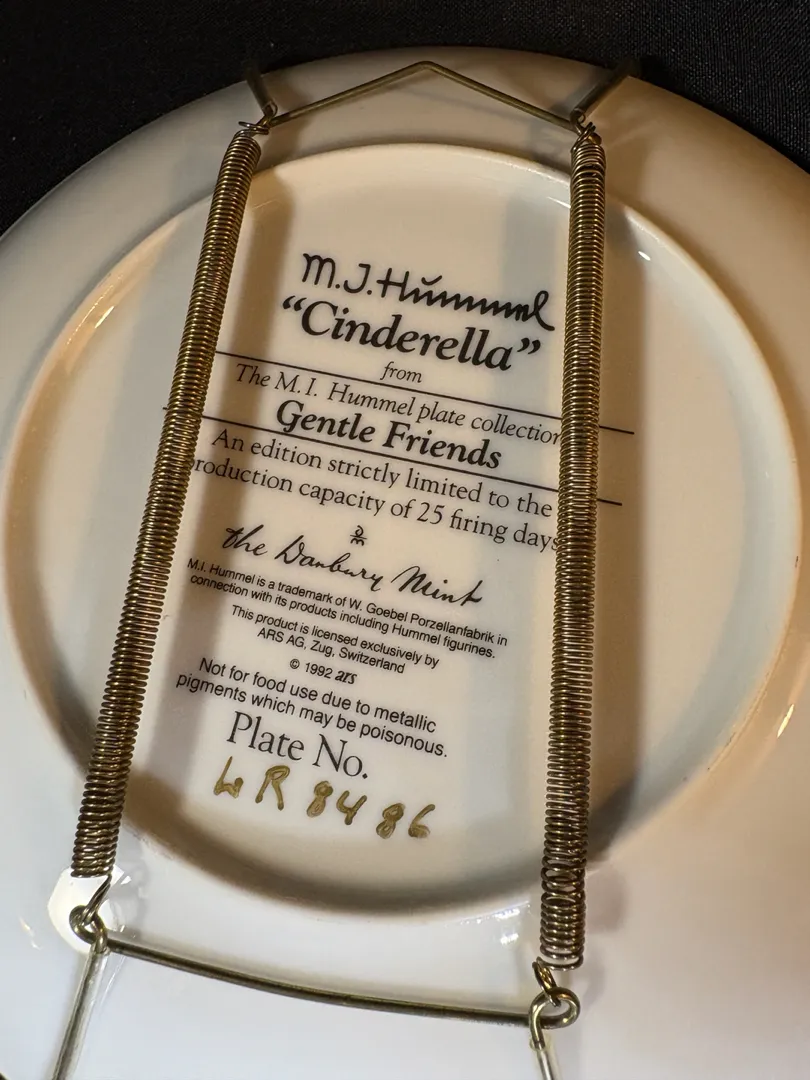 M.J. Hummel
“Cinderella”
from
The M.I. Hummel plate collection
Gentle Friends
An edition strictly limited to the
production capacity of 25 firing days
DM
the Danbury Mint
M.I. Hummel is a trademark of W. Goebel Porzellanfabrik in
connection with its products including Hummel figurines.
This product is licensed exclusively by
ARS AG, Zug, Switzerland
© 1992 ars
Not for food use due to metallic
pigments which may be poisonous.
Plate No.
LR 8486